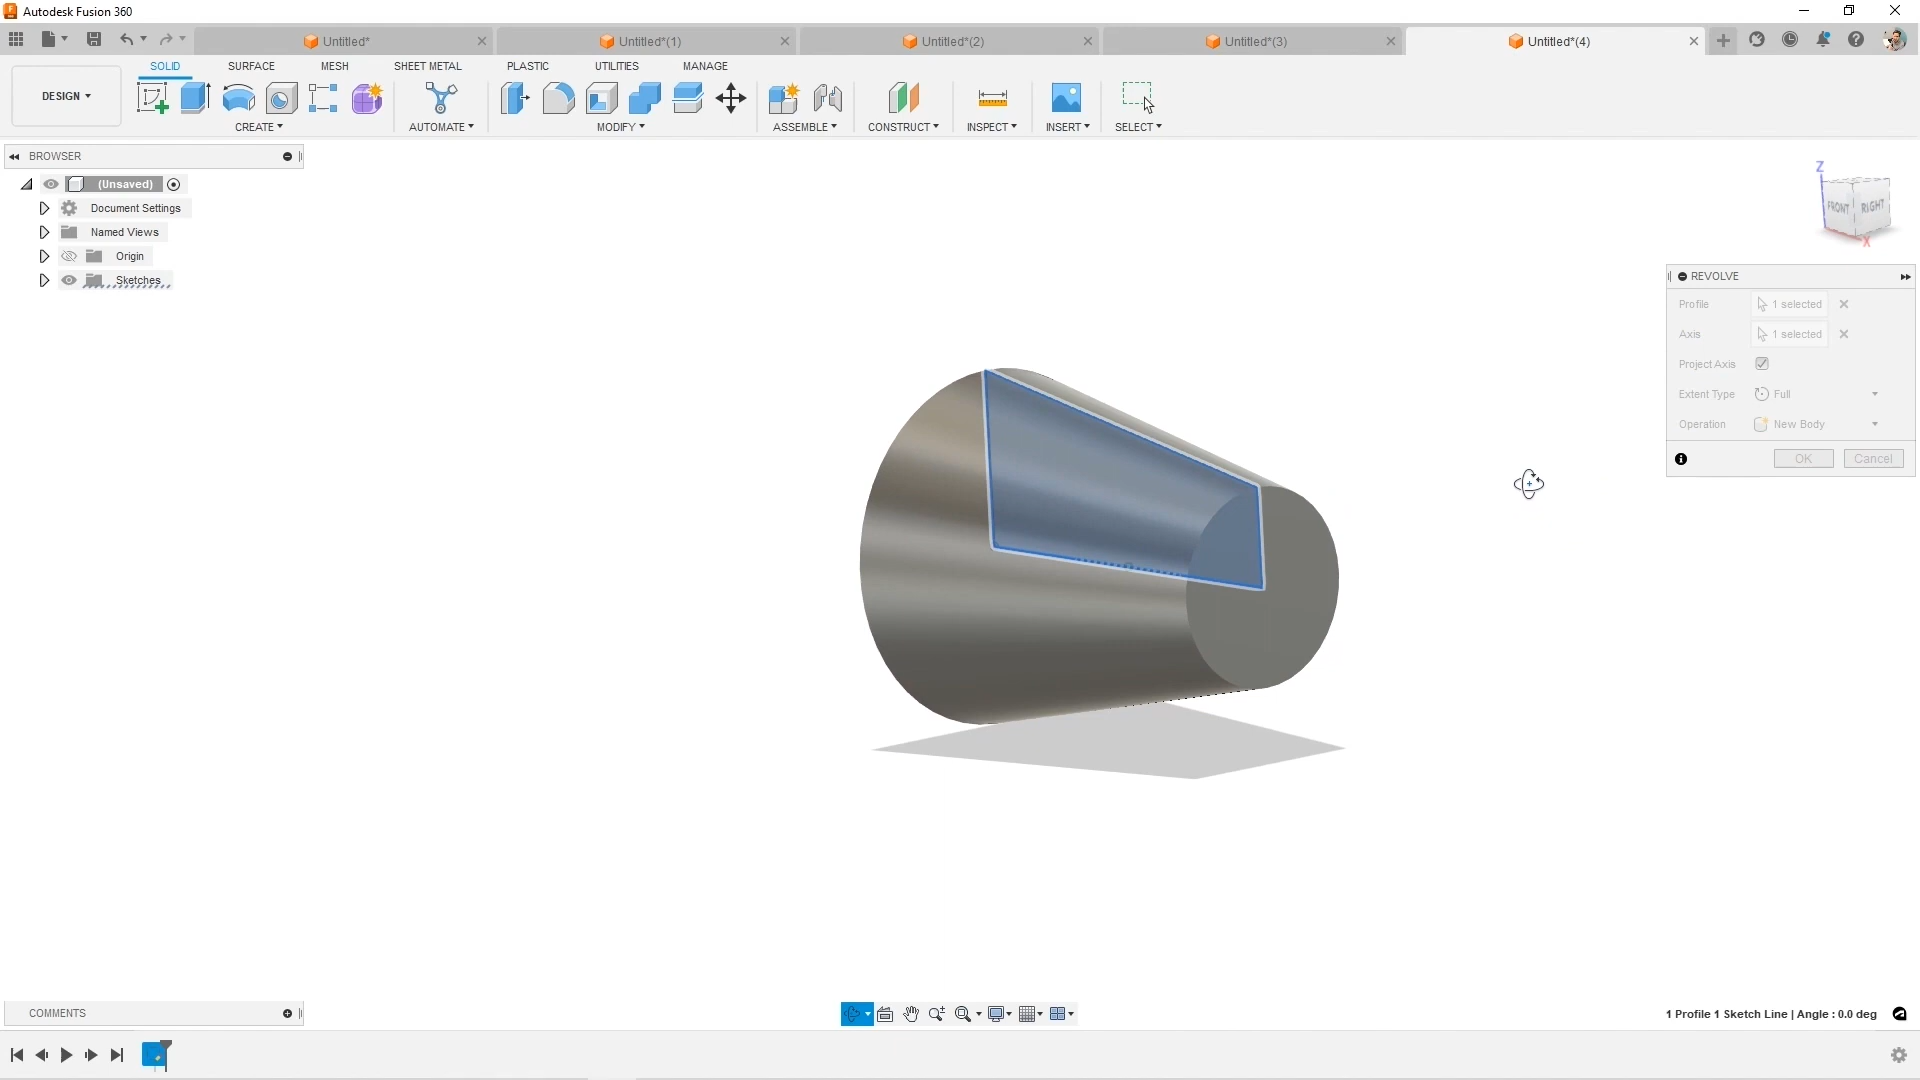 Autodesk Fusion 360
Untitled*
Untitled*(1)
Untitled*(2)
Untitled*(3)
Untitled*(4)
SOLID SURFACE MESH SHEET METAL PLASTIC UTILITIES MANAGE
DESIGN
CREATE AUTOMATE MODIFY ASSEMBLE CONSTRUCT INSPECT INSERT SELECT
BROWSER
(Unsaved)
Document Settings
Named Views
Origin
Sketches
Z
FRONT RIGHT
X
REVOLVE
Profile 1 selected
Axis 1 selected
Project Axis
Extent Type Full
Operation New Body
OK Cancel
COMMENTS
1 Profile 1 Sketch Line | Angle : 0.0 deg